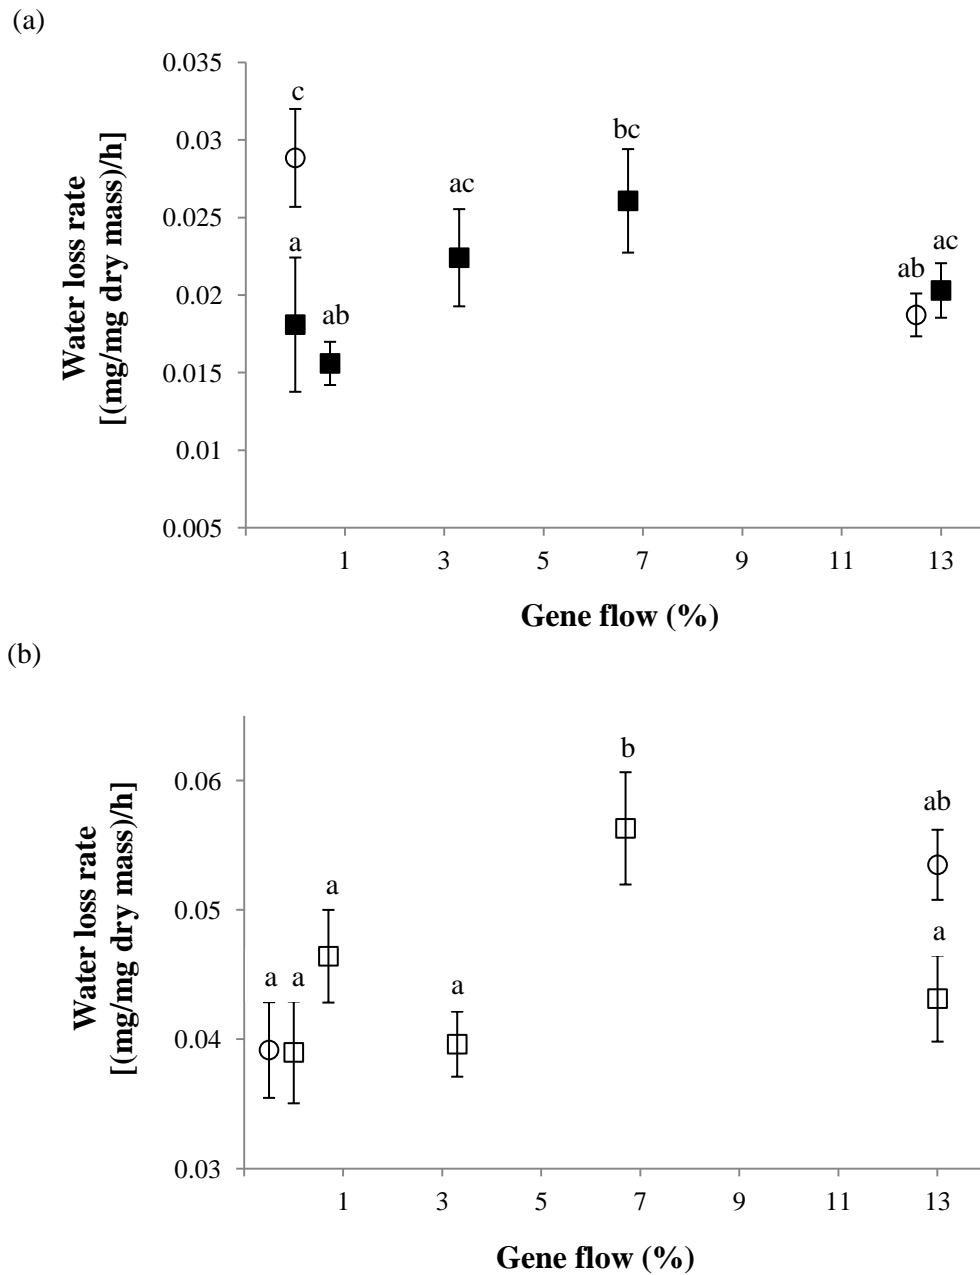 (a)
0.035
c
0.03
bc
ac
0.025
a
ab
ac
0.02
ab
0.015
0.01
0.005
Water loss rate
[(mg/mg dry mass)/h]
1 3 5 7 9 11 13
Gene flow (%)
(b)
b
0.06
ab
a
0.05
a
a a a
0.04
0.03
Water loss rate
[(mg/mg dry mass)/h]
1 3 5 7 9 11 13
Gene flow (%)